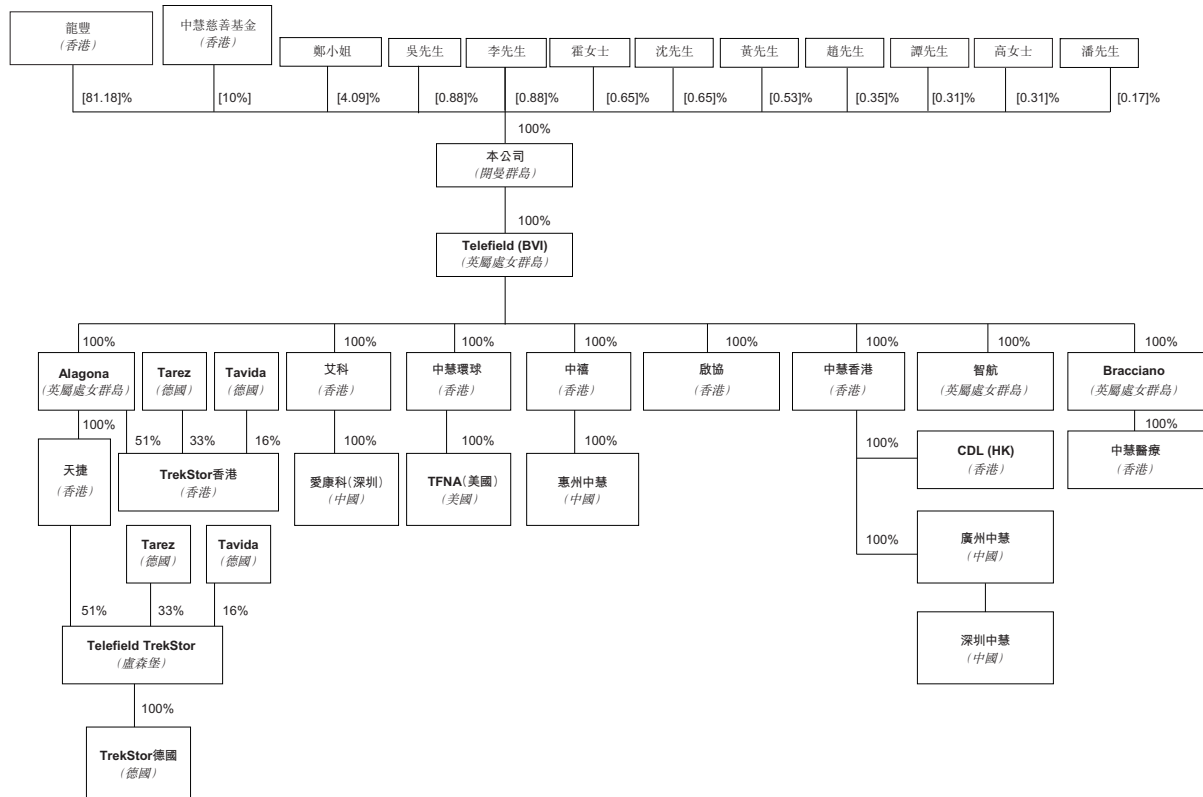 龍豐
(香港)
中慧慈善基金
(香港)
鄭小姐
吳先生
李先生
霍女士
沈先生
黃先生
趙先生
譚先生
高女士
潘先生
[81.18]%
[10%]
[4.09]%
[0.88]%
[0.88]%
[0.65]%
[0.65]%
[0.53]%
[0.35]%
[0.31]%
[0.31]%
[0.17]%
100%
本公司
(開曼群島)
100%
Telefield (BVI)
(英屬處女群島)
100%
100%
100%
100%
100%
100%
100%
100%
Alagona
(英屬處女群島)
Tarez
(德國)
Tavida
(德國)
艾科
(香港)
中慧環球
(香港)
中禧
(香港)
啟協
(香港)
中慧香港
(香港)
智航
(英屬處女群島)
Bracciano
(英屬處女群島)
100%
51%
33%
16%
100%
100%
100%
100%
100%
天捷
(香港)
TrekStor香港
(香港)
愛康科(深圳)
(中國)
TFNA(美國)
(美國)
惠州中慧
(中國)
CDL (HK)
(香港)
中慧醫療
(香港)
Tarez
(德國)
Tavida
(德國)
100%
廣州中慧
(中國)
51%
33%
16%
Telefield TrekStor
(盧森堡)
深圳中慧
(中國)
100%
TrekStor德國
(德國)